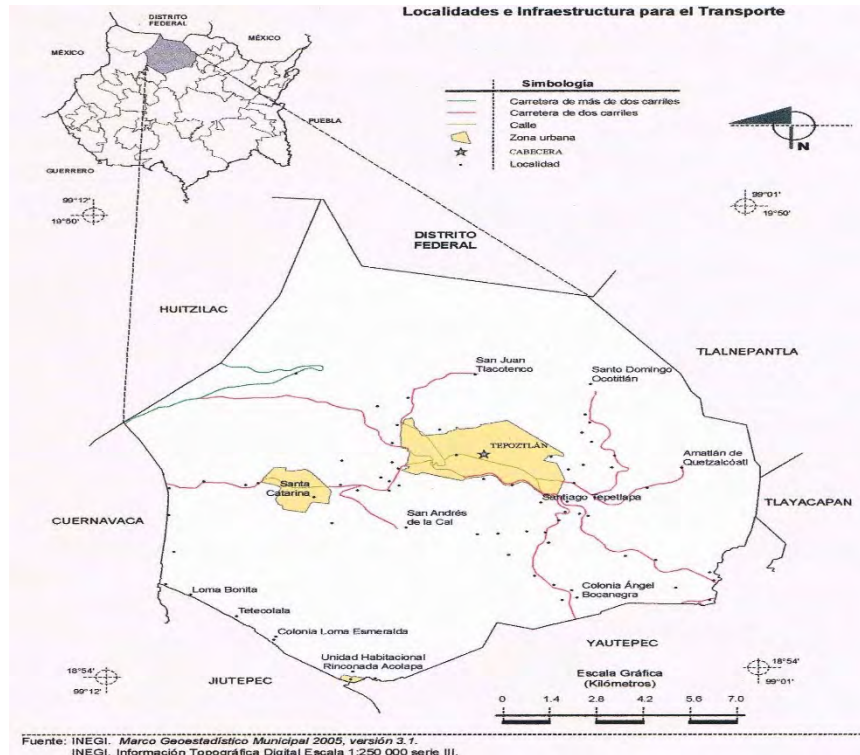 Localidades e Infraestructura para el Transporte
DISTRITO
FEDERAL
MÉXICO
MÉXICO
PUEBLA
GUERRERO
Simbología
Carretera de más de dos carriles
Carretera de dos carriles
Calle
Zona urbana
CABECERA
Localidad
N
99°12'
19°50'
99°01'
19°50'
DISTRITO
FEDERAL
HUITZILAC
TLALNEPANTLA
San Juan
Tlacotenco
Santo Domingo
Ocotitlán
TEPOZTLÁN
Amatlán de
Quetzalcóatl
Santa
Catarina
Santiago Tepetlapa
TLAYACAPAN
CUERNAVACA
San Andrés
de la Cal
Loma Bonita
Colonia Ángel
Bocanegra
Tetecolala
Colonia Loma Esmeralda
YAUTEPEC
Unidad Habitacional
Rinconada Acolapa
JIUTEPEC
18°54'
99°12'
18°54'
99°01'
Escala Gráfica
(Kilómetros)
0 1.4 2.8 4.2 5.6 7.0
Fuente: INEGI. Marco Geoestadístico Municipal 2005, versión 3.1.
INEGI. Información Topográfica Digital Escala 1:250 000 serie III.